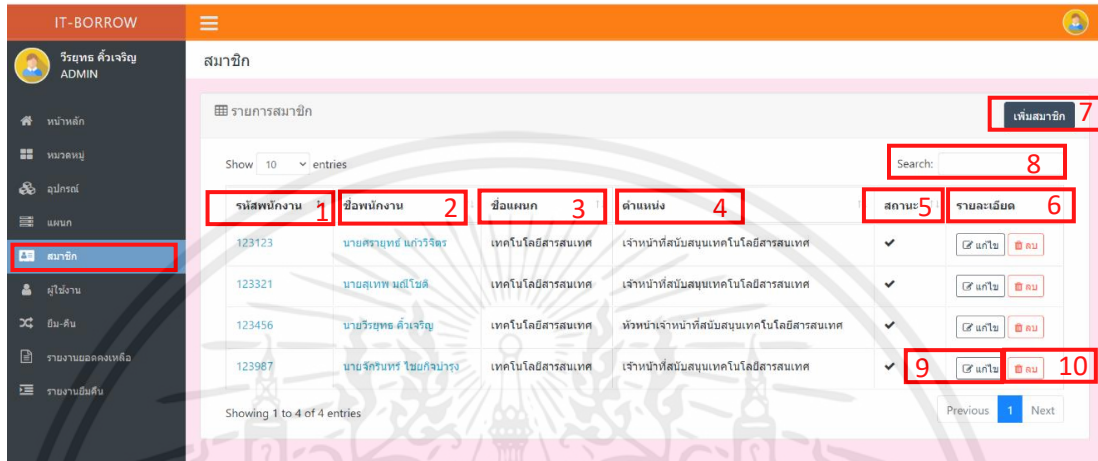 IT-BORROW
วีรยุทธ คิ้วเจริญ
ADMIN
หน้าหลัก
หมวดหมู่
อุปกรณ์
แผนก
สมาชิก
ผู้ใช้งาน
ยืม-คืน
รายงานยอดคงเหลือ
รายงานยืมคืน
สมาชิก
รายการสมาชิก
เพิ่มสมาชิก 7
Show 10 entries
Search: 8
รหัสพนักงาน 1 ชื่อพนักงาน 2 ชื่อแผนก 3 ตำแหน่ง 4 สถานะ 5 รายละเอียด 6
123123 นายศรายุทธ์ แก้ววิจิตร เทคโนโลยีสารสนเทศ เจ้าหน้าที่สนับสนุนเทคโนโลยีสารสนเทศ ✔ แก้ไข ลบ
123321 นายสุเทพ มณีโชติ เทคโนโลยีสารสนเทศ เจ้าหน้าที่สนับสนุนเทคโนโลยีสารสนเทศ ✔ แก้ไข ลบ
123456 นายวีรยุทธ คิ้วเจริญ เทคโนโลยีสารสนเทศ หัวหน้าเจ้าหน้าที่สนับสนุนเทคโนโลยีสารสนเทศ ✔ แก้ไข ลบ
123987 นายจักรินทร์ ไชยกิจบำรุง เทคโนโลยีสารสนเทศ เจ้าหน้าที่สนับสนุนเทคโนโลยีสารสนเทศ ✔ 9 แก้ไข ลบ 10
Showing 1 to 4 of 4 entries
Previous 1 Next